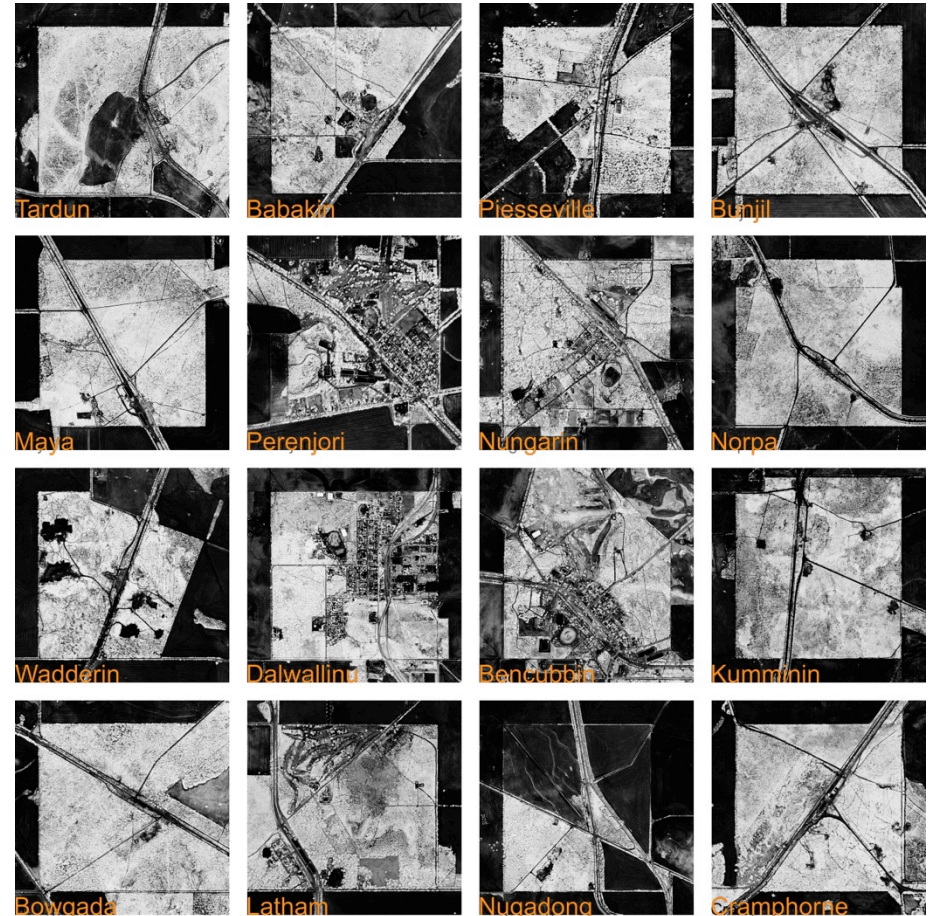 Tardun
Babakin
Piesseville
Bunjil
Maya
Perenjori
Nungarin
Norpa
Wadderin
Dalwallinu
Bencubbin
Kumminin
Bowgada
Latham
Nugadong
Cramphorne